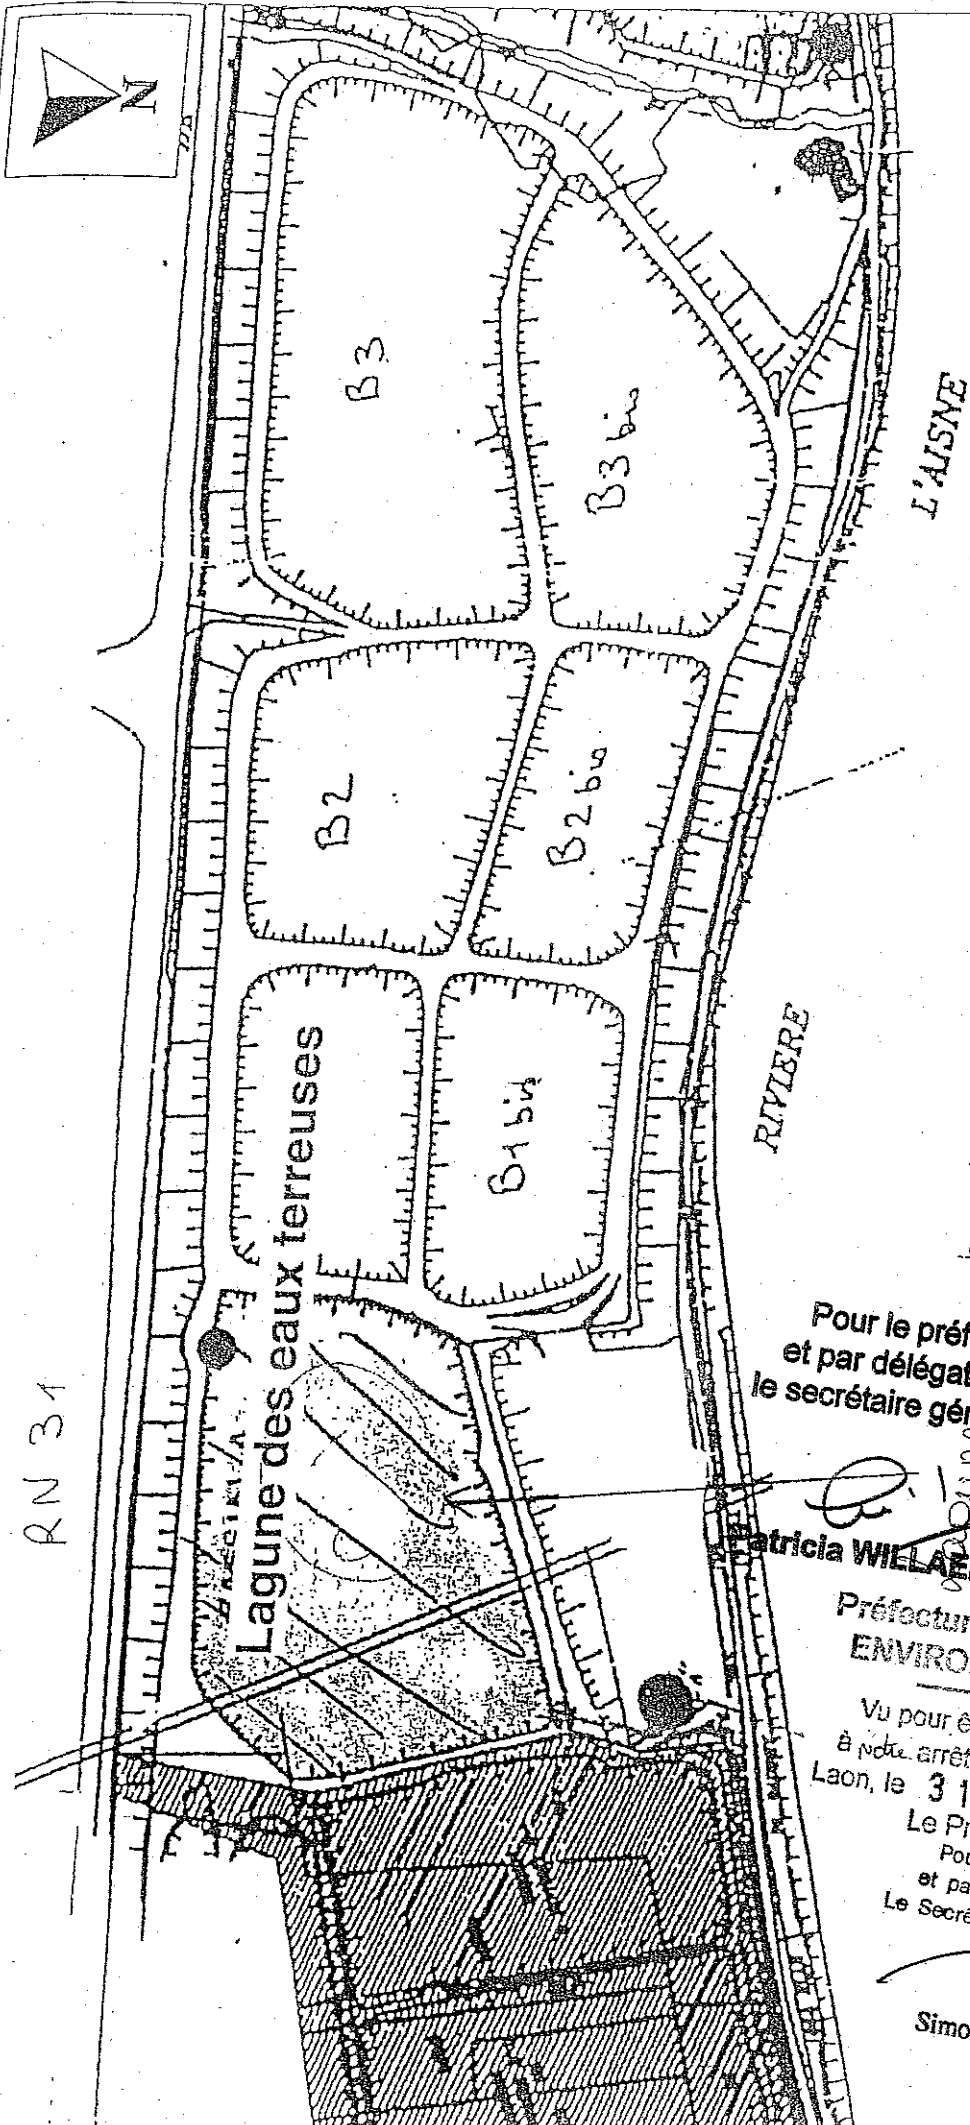 N
RN 31
B3
B3 bis
B2
B2 bis
B1 bis
Lagune des eaux terreuses
L'AISNE
RIVIERE
Pour le préf
et par délégat
le secrétaire gén
Patricia WILLAE
Préfectur
ENVIRO
Vu pour ê
à notre arrêt
Laon, le 31
Le Pr
Pou
et pa
Le Secré
Simo